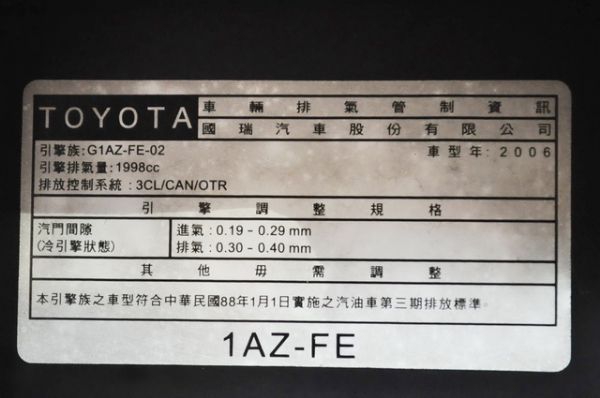 TOYOTA
車輛排氣管制資訊
國瑞汽車股份有限公司
引擎族:G1AZ-FE-02
車型年:2006
引擎排氣量:1998cc
排放控制系統:3CL/CAN/OTR
引擎調整規格
汽門間隙
(冷引擎狀態)
進氣:0.19-0.29 mm
排氣:0.30-0.40 mm
其他毋需調整
本引擎族之車型符合中華民國88年1月1日實施之汽油車第三期排放標準。
1AZ-FE